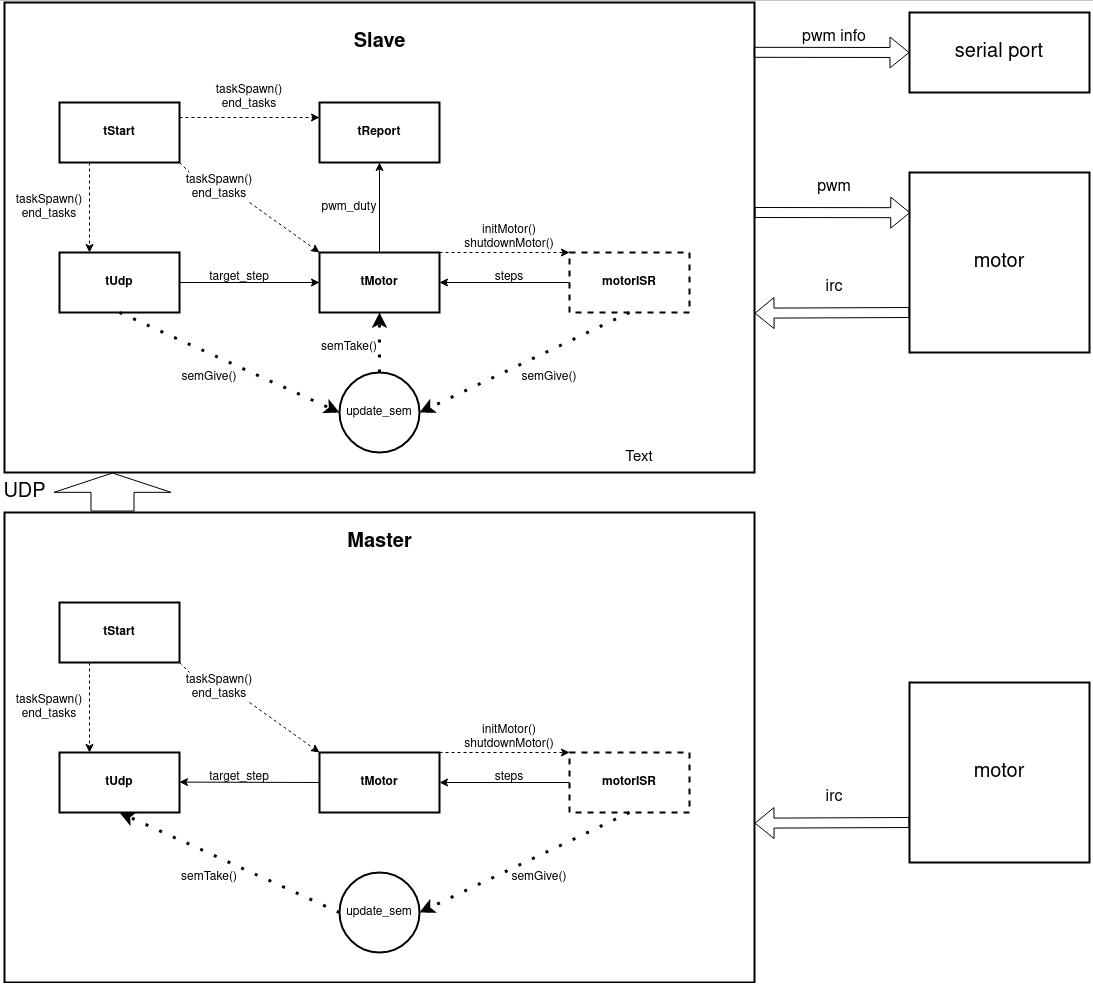 Slave
pwm info
serial port
taskSpawn()
end_tasks
tStart
tReport
taskSpawn()
end_tasks
taskSpawn()
end_tasks
pwm_duty
pwm
initMotor()
shutdownMotor()
motor
tUdp
target_step
tMotor
steps
motorISR
irc
semTake()
semGive()
semGive()
update_sem
Text
UDP
Master
tStart
taskSpawn()
end_tasks
taskSpawn()
end_tasks
initMotor()
shutdownMotor()
tUdp
target_step
tMotor
steps
motorISR
motor
irc
semTake()
semGive()
update_sem